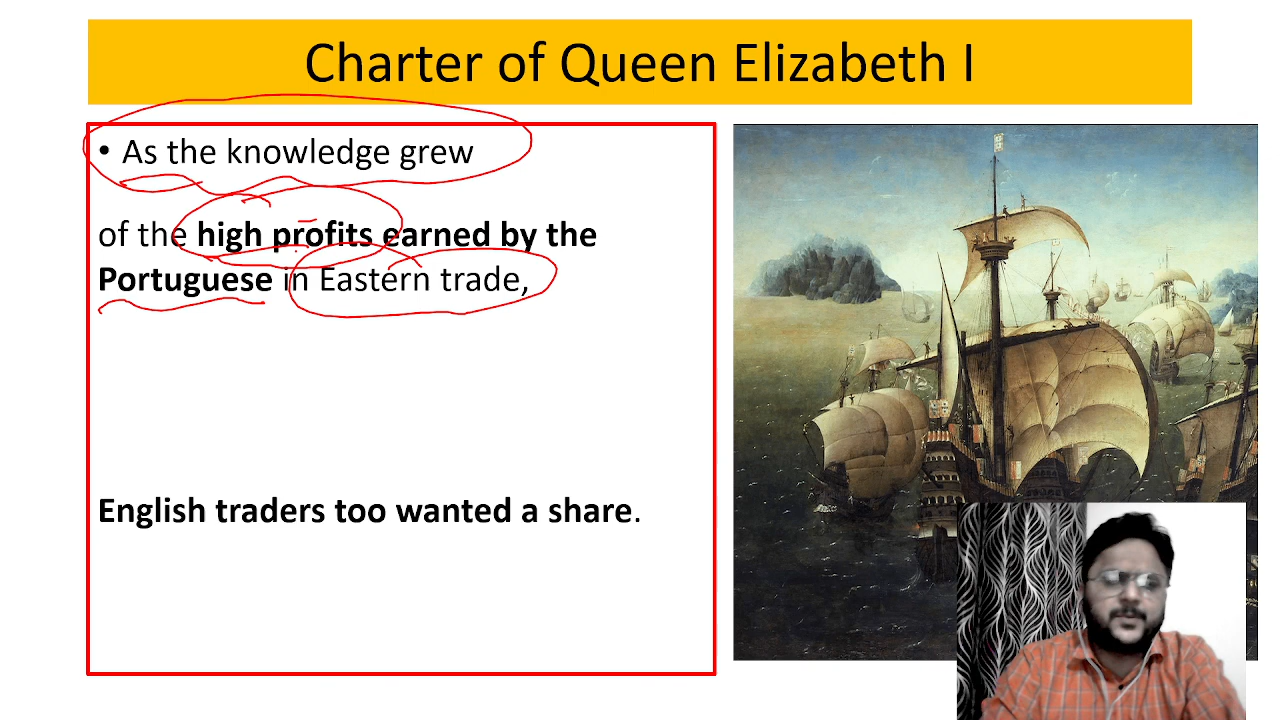 Charter of Queen Elizabeth I
• As the knowledge grew
of the high profits earned by the
Portuguese in Eastern trade,
English traders too wanted a share.